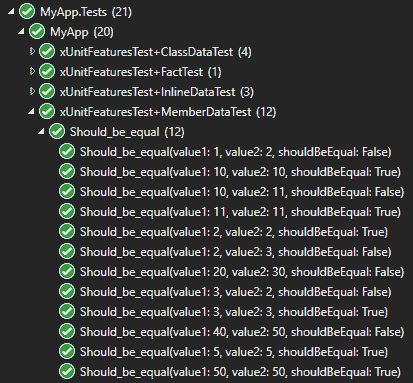 MyApp.Tests (21)
MyApp (20)
xUnitFeaturesTest+ClassDataTest (4)
xUnitFeaturesTest+FactTest (1)
xUnitFeaturesTest+InlineDataTest (3)
xUnitFeaturesTest+MemberDataTest (12)
Should_be_equal (12)
Should_be_equal(value1: 1, value2: 2, shouldBeEqual: False)
Should_be_equal(value1: 10, value2: 10, shouldBeEqual: True)
Should_be_equal(value1: 10, value2: 11, shouldBeEqual: False)
Should_be_equal(value1: 11, value2: 11, shouldBeEqual: True)
Should_be_equal(value1: 2, value2: 2, shouldBeEqual: True)
Should_be_equal(value1: 2, value2: 3, shouldBeEqual: False)
Should_be_equal(value1: 20, value2: 30, shouldBeEqual: False)
Should_be_equal(value1: 3, value2: 2, shouldBeEqual: False)
Should_be_equal(value1: 3, value2: 3, shouldBeEqual: True)
Should_be_equal(value1: 40, value2: 50, shouldBeEqual: False)
Should_be_equal(value1: 5, value2: 5, shouldBeEqual: True)
Should_be_equal(value1: 50, value2: 50, shouldBeEqual: True)